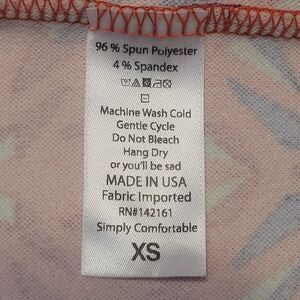 96 % Spun Polyester
4 % Spandex
Machine Wash Cold
Gentle Cycle
Do Not Bleach
Hang Dry
or you'll be sad
MADE IN USA
Fabric Imported
RN#142161
Simply Comfortable
XS